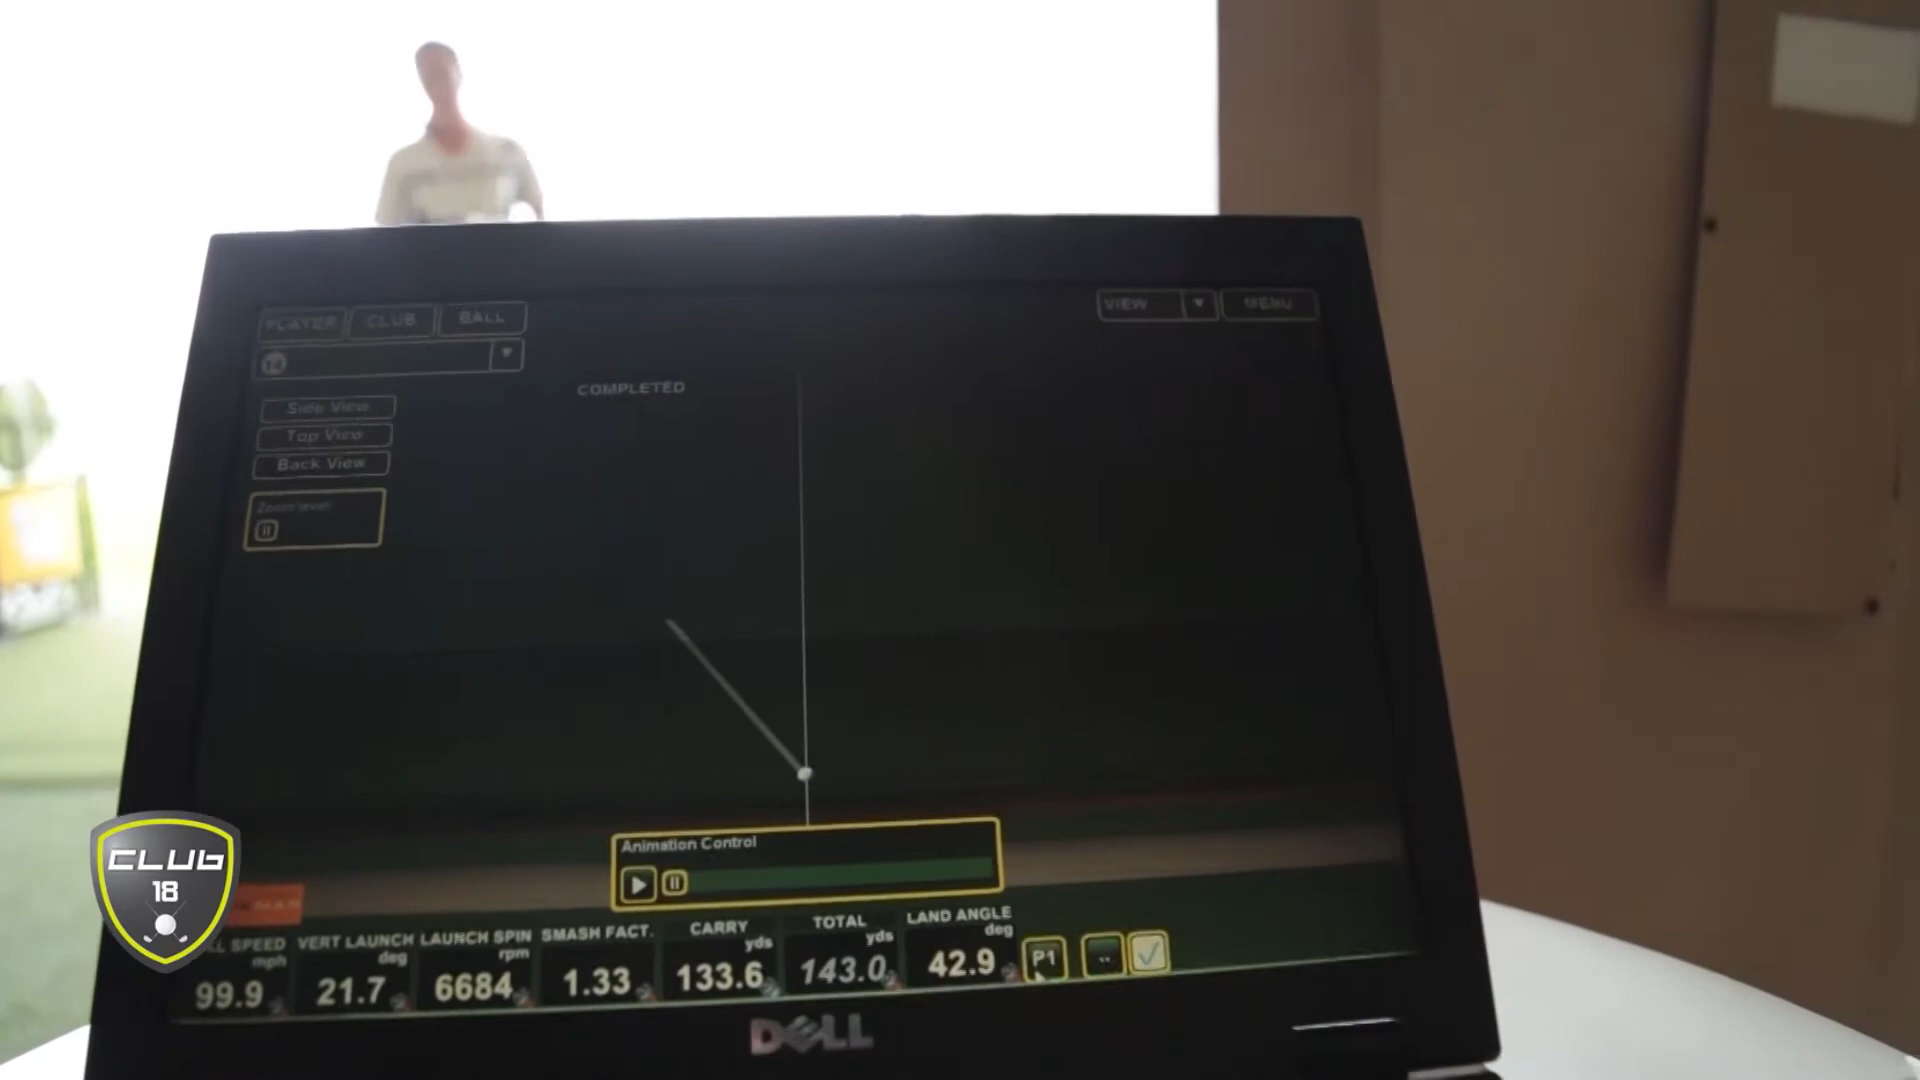 PLAYER CLUB BALL
VIEW MENU
COMPLETED
Side View
Top View
Back View
Zoom level
Animation Control
P1
SPEED mph 99.9
VERT LAUNCH deg 21.7
LAUNCH SPIN rpm 6684
SMASH FACT. 1.33
CARRY yds 133.6
TOTAL yds 143.0
LAND ANGLE deg 42.9
DELL
CLUB
18